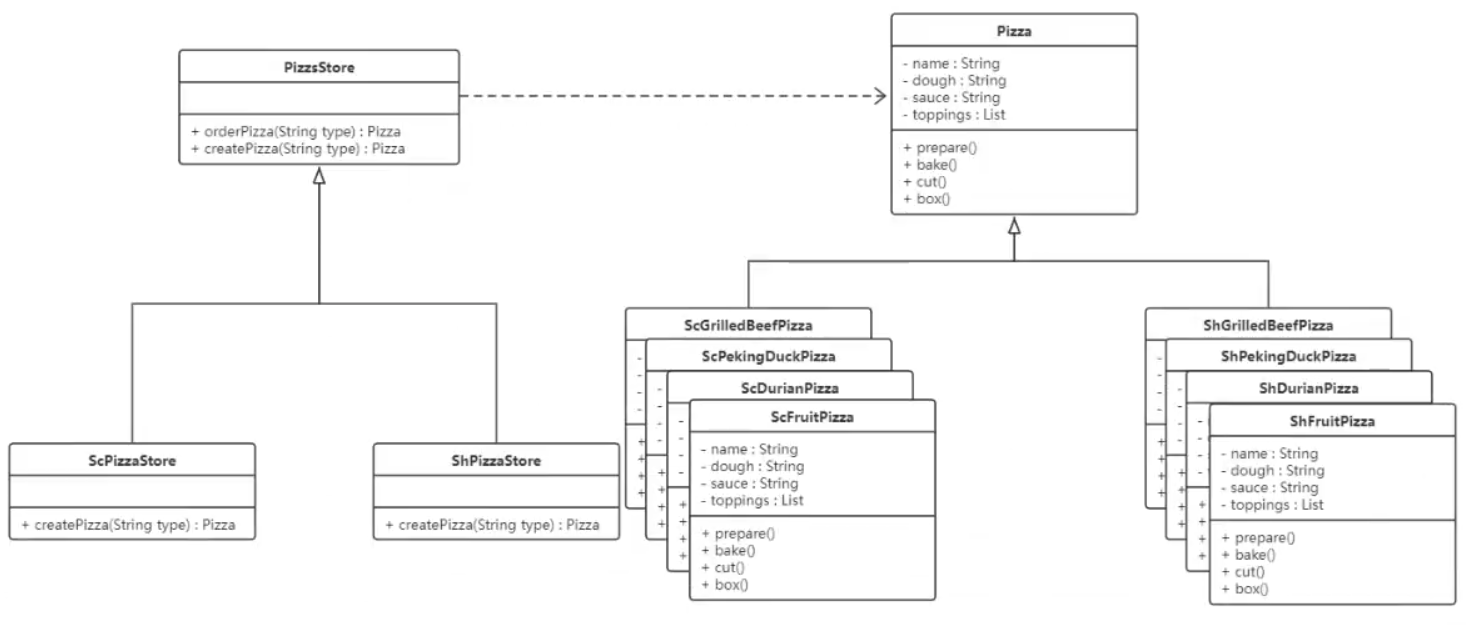 PizzsStore
+ orderPizza(String type) : Pizza
+ createPizza(String type) : Pizza
Pizza
- name : String
- dough : String
- sauce : String
- toppings : List
+ prepare()
+ bake()
+ cut()
+ box()
ScPizzaStore
+ createPizza(String type) : Pizza
ShPizzaStore
+ createPizza(String type) : Pizza
ScGrilledBeefPizza
ScPekingDuckPizza
ScDurianPizza
ScFruitPizza
- name : String
- dough : String
- sauce : String
- toppings : List
+ prepare()
+ bake()
+ cut()
+ box()
ShGrilledBeefPizza
ShPekingDuckPizza
ShDurianPizza
ShFruitPizza
- name : String
- dough : String
- sauce : String
- toppings : List
+ prepare()
+ bake()
+ cut()
+ box()